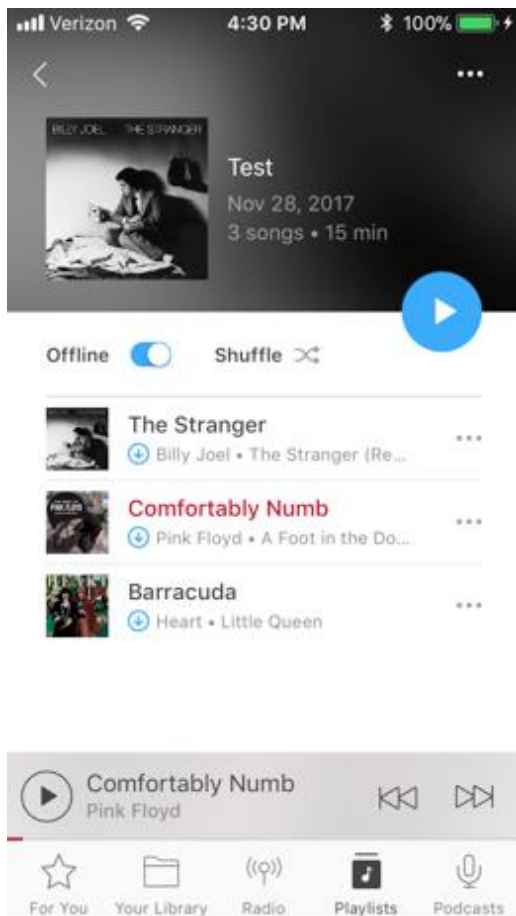 Verizon 4:30 PM 100%
BILLY JOEL THE STRANGER
Test
Nov 28, 2017
3 songs • 15 min
Offline Shuffle
The Stranger
Billy Joel • The Stranger (Re...
Comfortably Numb
Pink Floyd • A Foot in the Do...
Barracuda
Heart • Little Queen
Comfortably Numb
Pink Floyd
For You Your Library Radio Playlists Podcasts